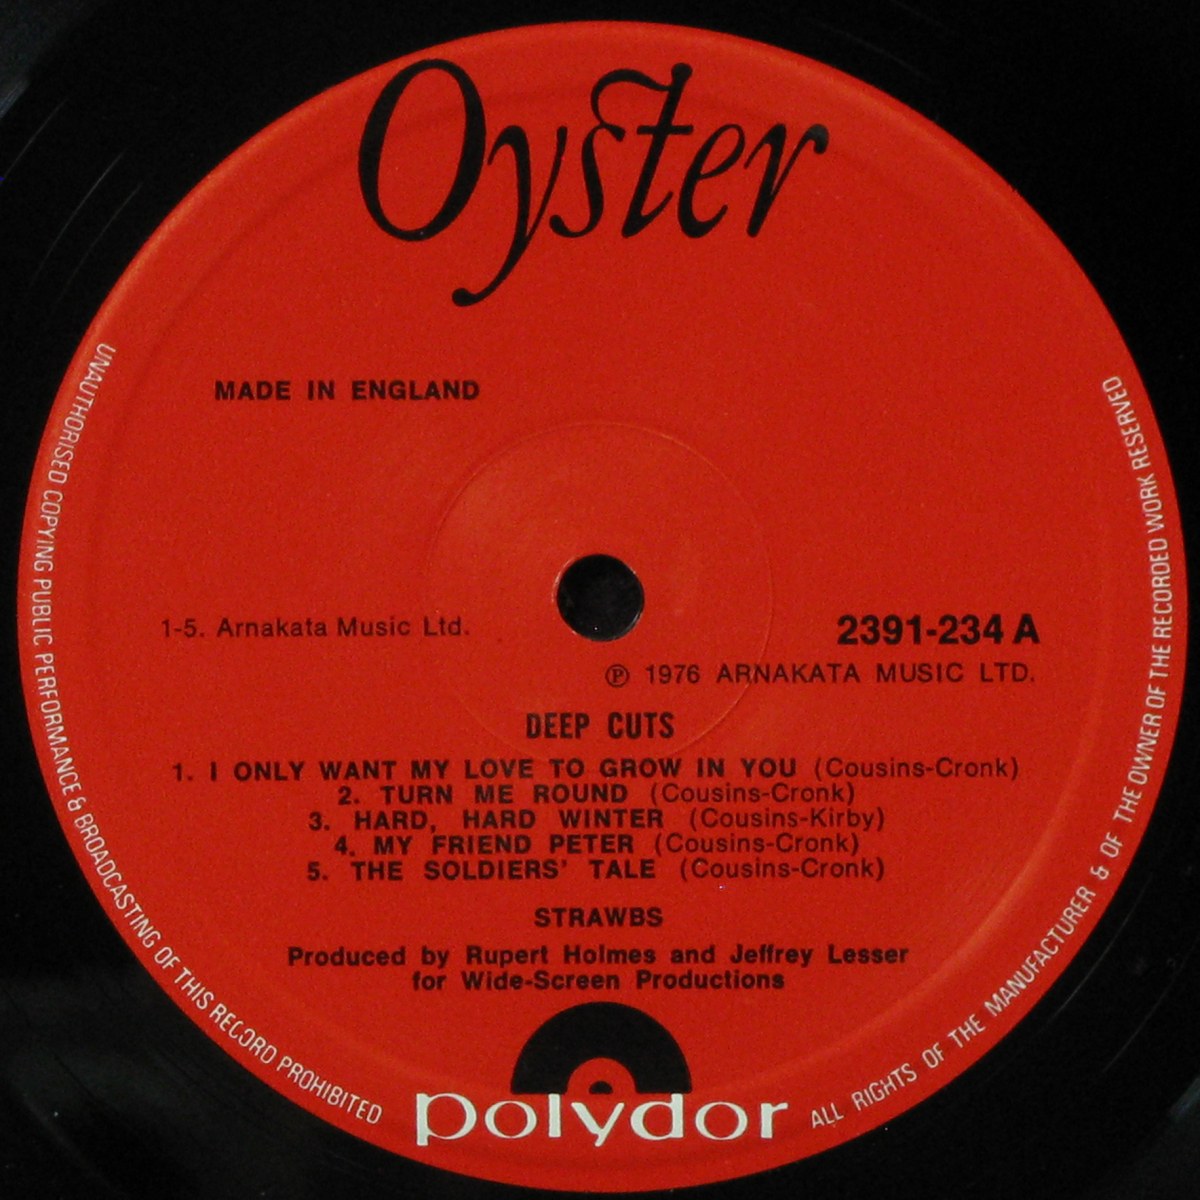 Oyster
MADE IN ENGLAND
1-5. Arnakata Music Ltd.
2391-234 A
℗ 1976 ARNAKATA MUSIC LTD.
DEEP CUTS
1. I ONLY WANT MY LOVE TO GROW IN YOU (Cousins-Cronk)
2. TURN ME ROUND (Cousins-Cronk)
3. HARD, HARD WINTER (Cousins-Kirby)
4. MY FRIEND PETER (Cousins-Cronk)
5. THE SOLDIERS' TALE (Cousins-Cronk)
STRAWBS
Produced by Rupert Holmes and Jeffrey Lesser
for Wide-Screen Productions
polydor
UNAUTHORISED COPYING PUBLIC PERFORMANCE & BROADCASTING OF THIS RECORD PROHIBITED
ALL RIGHTS OF THE MANUFACTURER & OF THE OWNER OF THE RECORDED WORK RESERVED